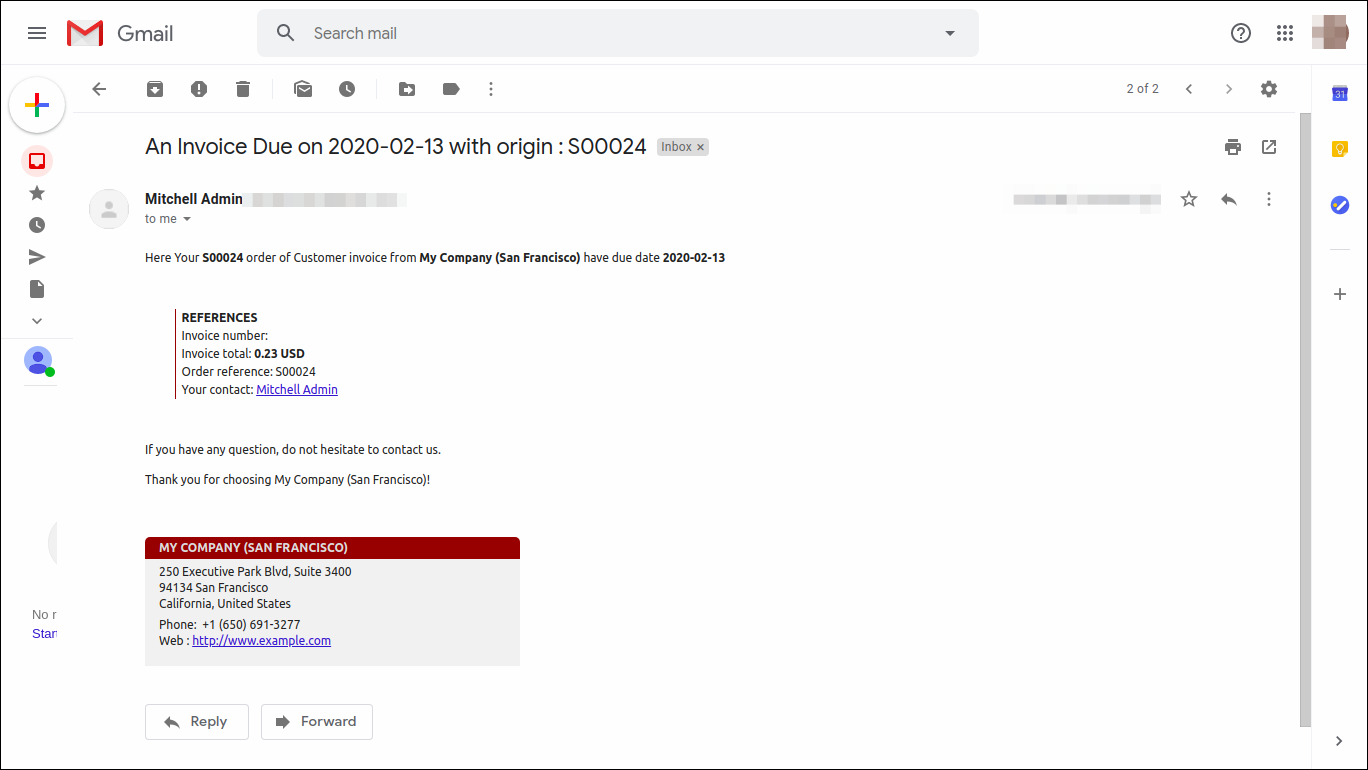 Gmail
Search mail
2 of 2
31
An Invoice Due on 2020-02-13 with origin : S00024 Inbox ×
Mitchell Admin
to me
Here Your S00024 order of Customer invoice from My Company (San Francisco) have due date 2020-02-13
REFERENCES
Invoice number:
Invoice total: 0.23 USD
Order reference: S00024
Your contact: Mitchell Admin
If you have any question, do not hesitate to contact us.
Thank you for choosing My Company (San Francisco)!
No r
Star
MY COMPANY (SAN FRANCISCO)
250 Executive Park Blvd, Suite 3400
94134 San Francisco
California, United States
Phone:  +1 (650) 691-3277
Web : http://www.example.com
Reply
Forward